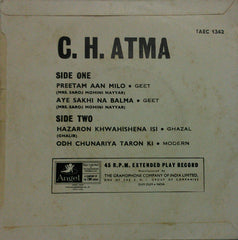 TAEC 1342
C. H. ATMA
SIDE ONE
PREETAM AAN MILO • GEET
(MRS. SAROJ MOHINI NAYYAR)
AYE SAKHI NA BALMA • GEET
(MRS. SAROJ MOHINI NAYYAR)
SIDE TWO
HAZARON KHWAHISHENA ISI • GHAZAL
(GHALIB)
ODH CHUNARIYA TARON KI • MODERN
Angel
45 R.P.M. EXTENDED PLAY RECORD
THE GRAMOPHONE COMPANY OF INDIA LIMITED.